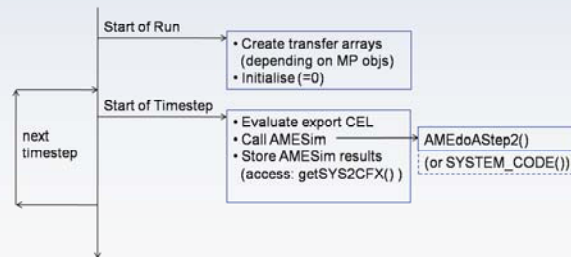 Start of Run
• Create transfer arrays
(depending on MP objs)
• Initialise (=0)
Start of Timestep
next
timestep
• Evaluate export CEL
• Call AMESim
• Store AMESim results
(access: getSYS2CFX() )
AMEdoAStep2()
(or SYSTEM_CODE())